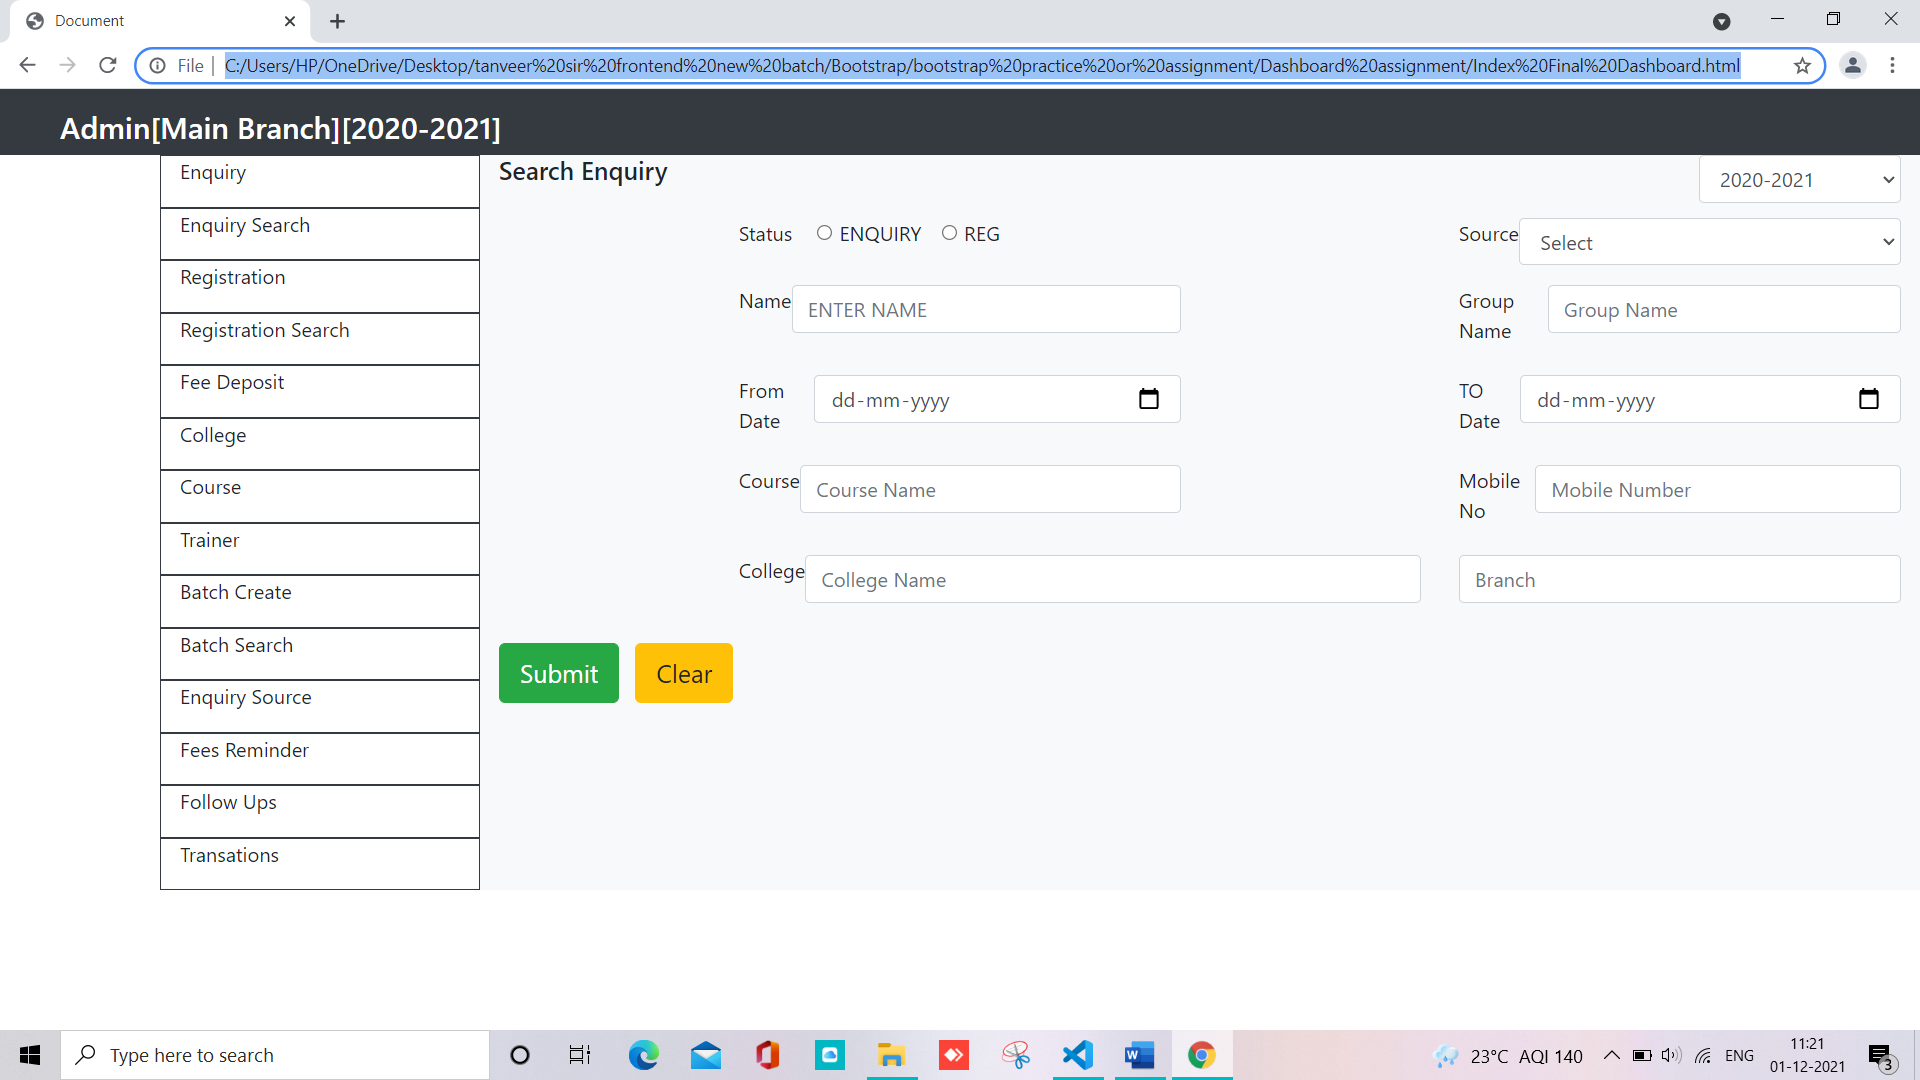 Document
File
C:/Users/HP/OneDrive/Desktop/tanveer%20sir%20frontend%20new%20batch/Bootstrap/bootstrap%20practice%20or%20assignment/Dashboard%20assignment/Index%20Final%20Dashboard.html
Admin[Main Branch][2020-2021]
Enquiry
Enquiry Search
Registration
Registration Search
Fee Deposit
College
Course
Trainer
Batch Create
Batch Search
Enquiry Source
Fees Reminder
Follow Ups
Transations
Search Enquiry
2020-2021
Status ENQUIRY REG
Source Select
Name ENTER NAME
Group Name Group Name
From Date dd-mm-yyyy
TO Date dd-mm-yyyy
Course Course Name
Mobile No Mobile Number
College College Name
Branch
Submit Clear
Type here to search
23°C AQI 140
ENG
11:21
01-12-2021
3